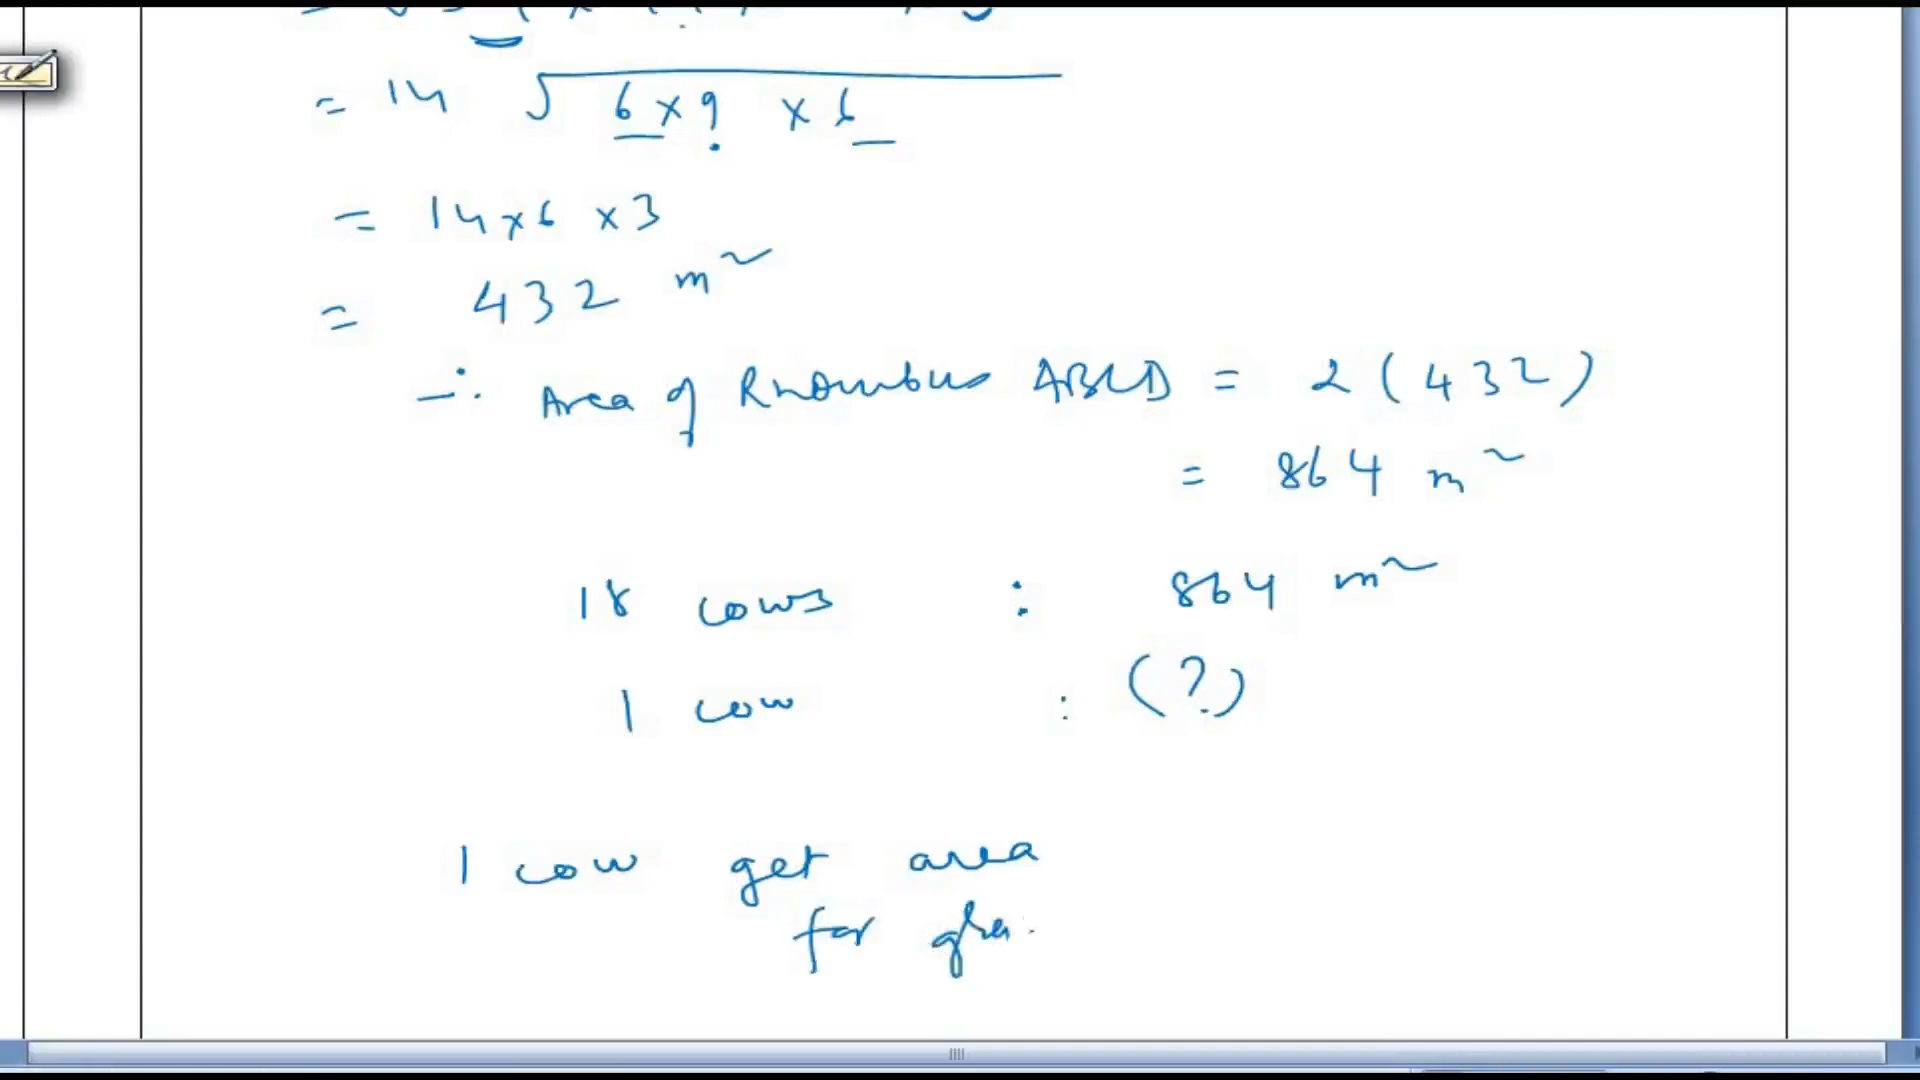 = 14 √ 6 x 9 x 6
= 14 x 6 x 3
= 432 m²
∴ Area of Rhombus ABCD = 2 (432)
= 864 m²
18 cows : 864 m²
1 cow : (?)
1 cow get area
for gra